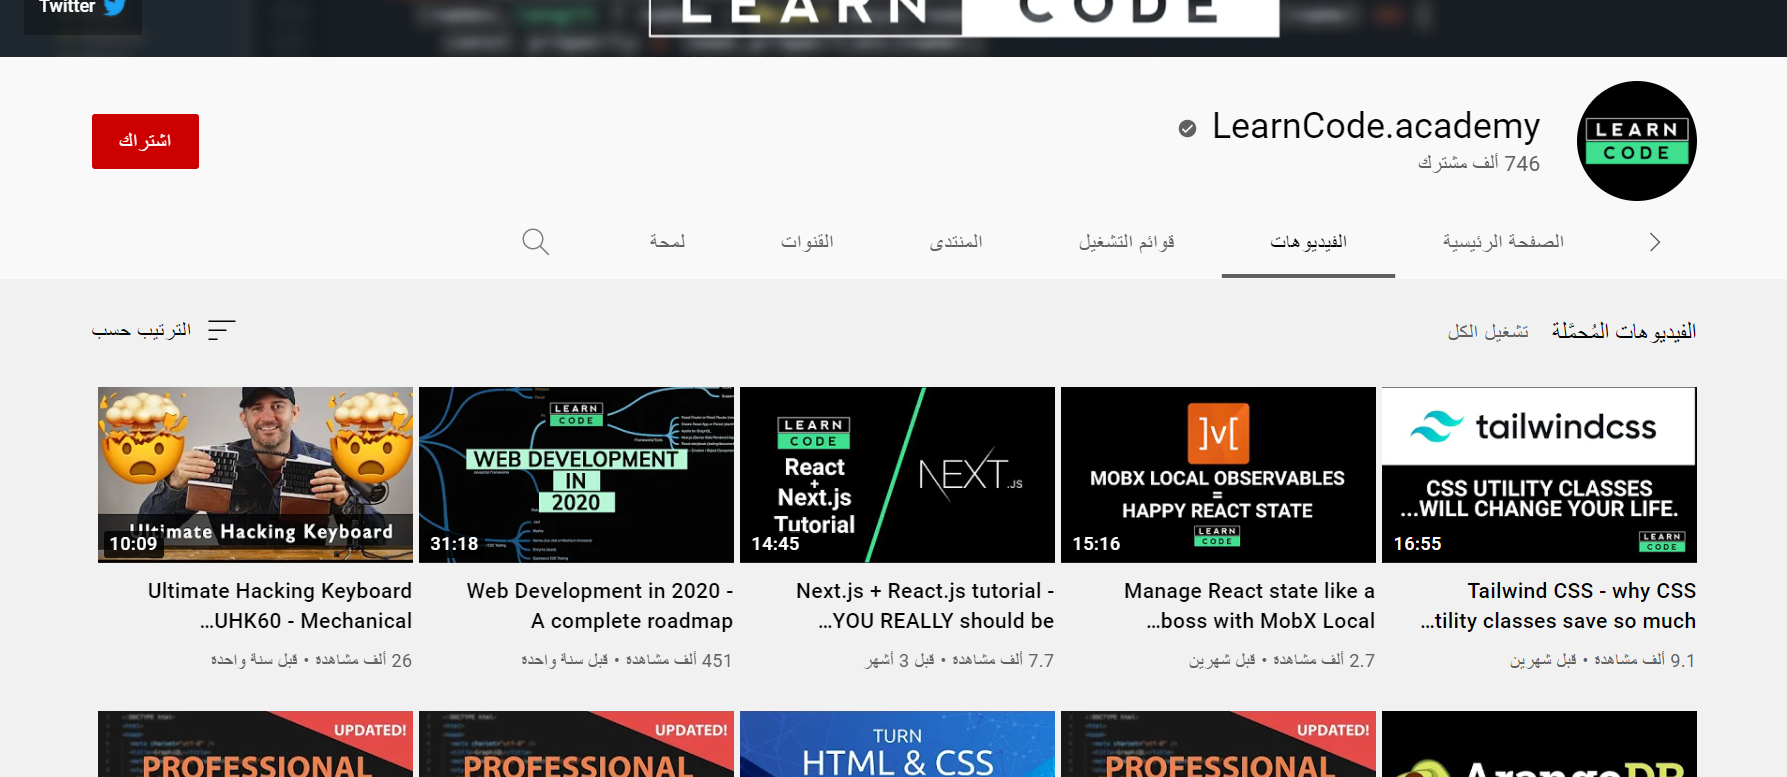 Twitter
LEARN CODE
LearnCode.academy
746 ألف مشترك
اشتراك
LEARN
CODE
الصفحة الرئيسية
الفيديوهات
قوائم التشغيل
المنتدى
القنوات
لمحة
الفيديوهات المُحمَّلة
تشغيل الكل
الترتيب حسب
tailwindcss
CSS UTILITY CLASSES
...WILL CHANGE YOUR LIFE.
LEARN
CODE
16:55
Tailwind CSS - why CSS
...tility classes save so much
9.1 ألف مشاهدة • قبل شهرين
]v[
MOBX LOCAL OBSERVABLES
=
HAPPY REACT STATE
LEARN
CODE
15:16
Manage React state like a
...boss with MobX Local
2.7 ألف مشاهدة • قبل شهرين
LEARN
CODE
React
+
Next.js
Tutorial
NEXT.JS
14:45
Next.js + React.js tutorial -
...YOU REALLY should be
7.7 ألف مشاهدة • قبل 3 أشهر
LEARN
CODE
WEB DEVELOPMENT
IN
2020
31:18
Web Development in 2020 -
A complete roadmap
451 ألف مشاهدة • قبل سنة واحدة
Ultimate Hacking Keyboard
10:09
Ultimate Hacking Keyboard
...UHK60 - Mechanical
26 ألف مشاهدة • قبل سنة واحدة
ArangoDB
UPDATED!
PROFESSIONAL
TURN
HTML & CSS
UPDATED!
PROFESSIONAL
UPDATED!
PROFESSIONAL